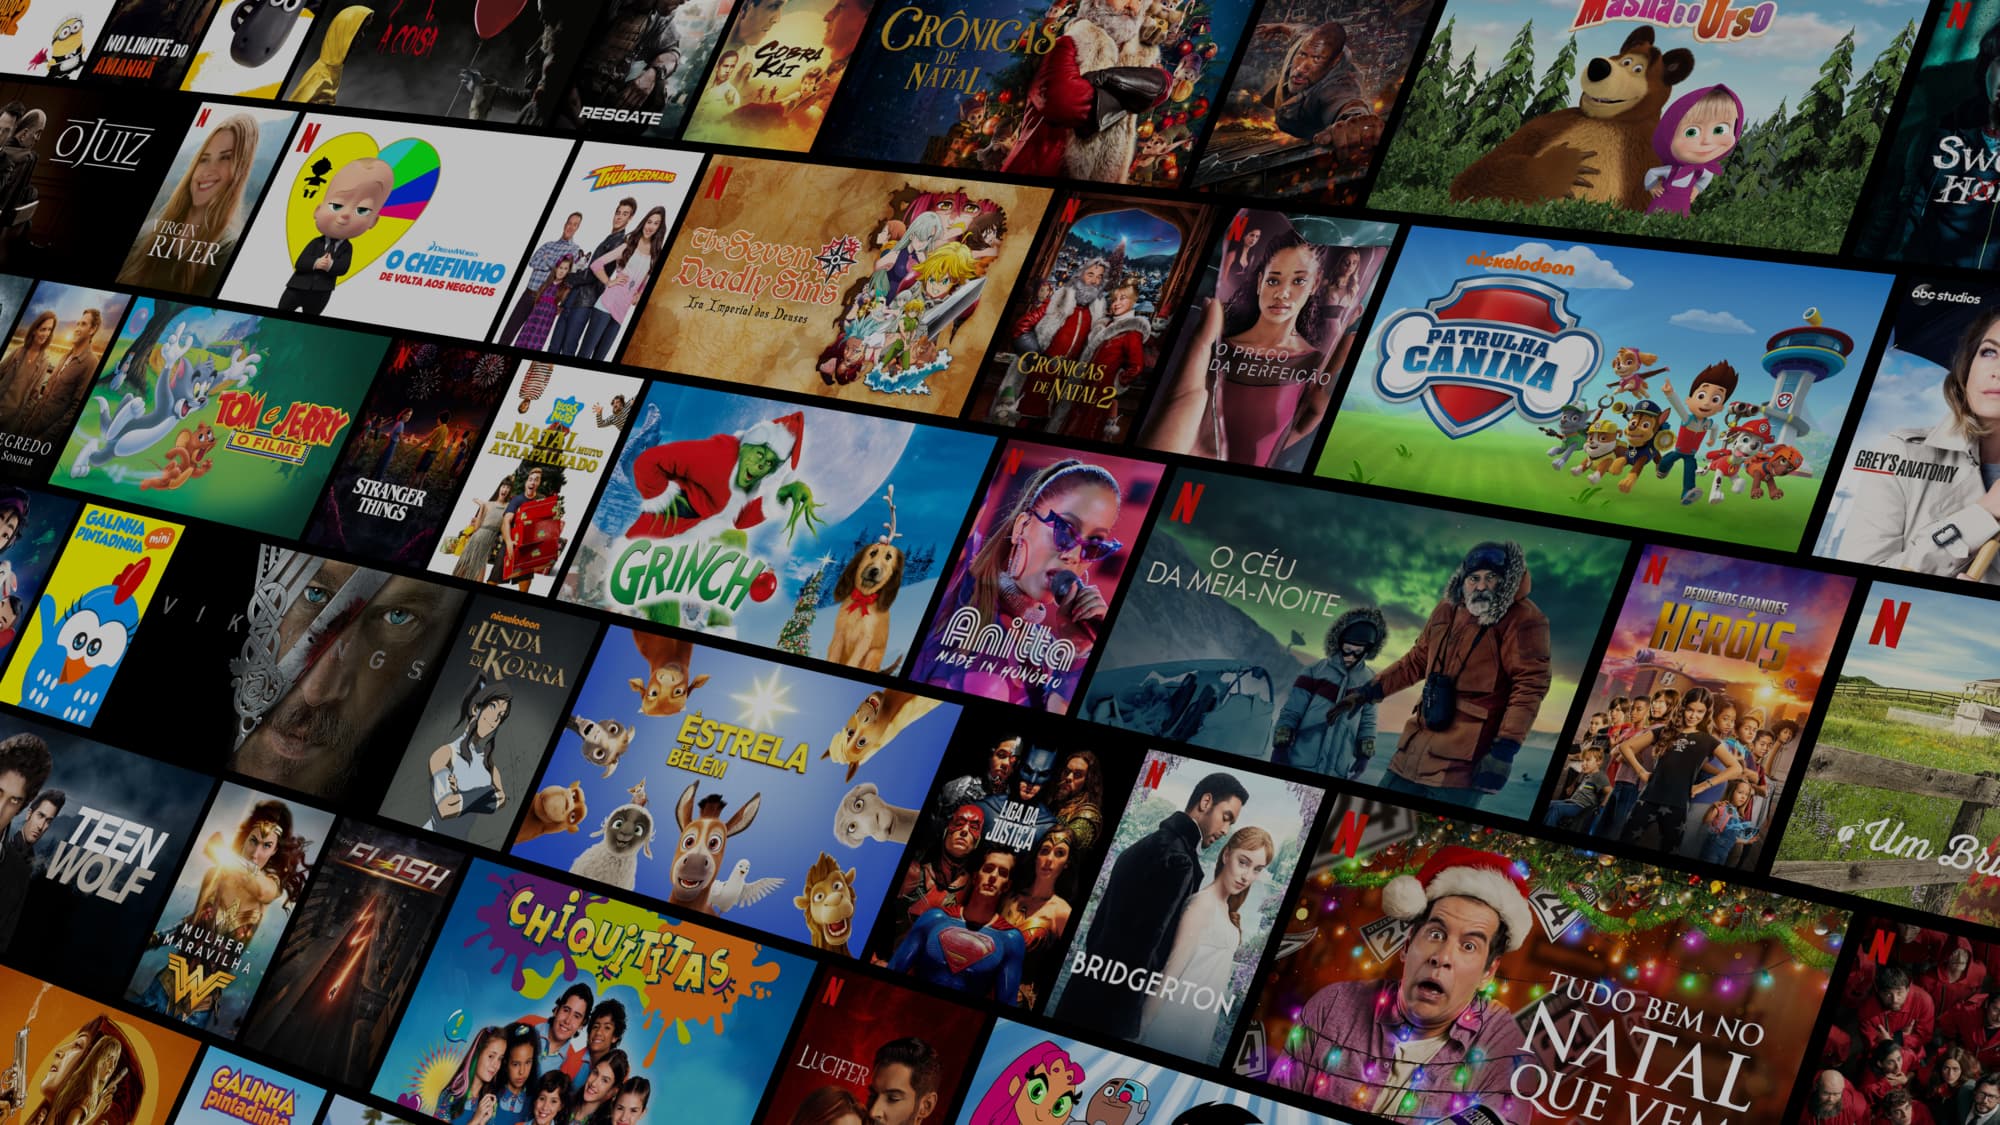 NO LIMITE DO
AMANHÃ
A COISA
RESGATE
COBRA
KAI
CRÔNICAS
DE
NATAL
Masha e o Urso
N
O JUIZ
N
VIRGIN
RIVER
N
DREAMWORKS
O CHEFINHO
DE VOLTA AOS NEGÓCIOS
OS
THUNDERMANS
N
The Seven
Deadly Sins
Ira Imperial dos Deuses
N
CRÔNICAS
DE NATAL 2
N
O PREÇO
DA PERFEIÇÃO
nickelodeon
PATRULHA
CANINA
abc studios
GREY'S ANATOMY
TOM E JERRY
O FILME
N
STRANGER
THINGS
UM
NATAL MUITO
ATRAPALHADO
GRINCH
N
Anitta
MADE IN HONÓRIO
N
O CÉU
DA MEIA-NOITE
N
PEQUENOS GRANDES
HERÓIS
N
Um
GALINHA
PINTADINHA
mini
VIKINGS
nickelodeon
A LENDA
DE KORRA
A ESTRELA
DE BELÉM
LIGA DA
JUSTIÇA
N
BRIDGERTON
N
TUDO BEM NO
NATAL
QUE VEM
N
TEEN
WOLF
MULHER
MARAVILHA
THE
FLASH
CHIQUITITAS
N
LUCIFER
GALINHA
pintadinha